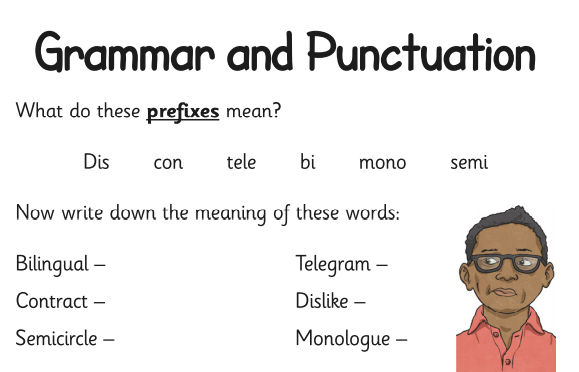 Grammar and Punctuation
What do these prefixes mean?
Dis con tele bi mono semi
Now write down the meaning of these words:
Bilingual – Telegram –
Contract – Dislike –
Semicircle – Monologue –